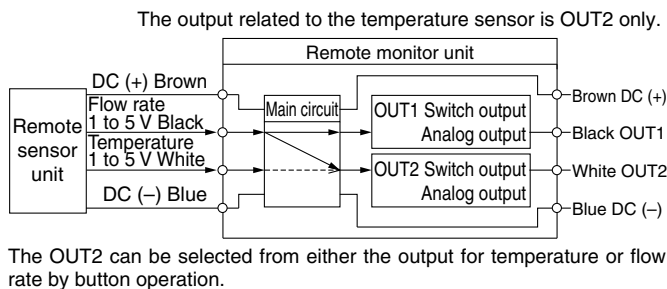 The output related to the temperature sensor is OUT2 only.
Remote monitor unit
DC (+) Brown
Flow rate
1 to 5 V Black
Temperature
1 to 5 V White
DC (–) Blue
Remote
sensor
unit
Main circuit
OUT1 Switch output
Analog output
OUT2 Switch output
Analog output
Brown DC (+)
Black OUT1
White OUT2
Blue DC (–)
The OUT2 can be selected from either the output for temperature or flow
rate by button operation.